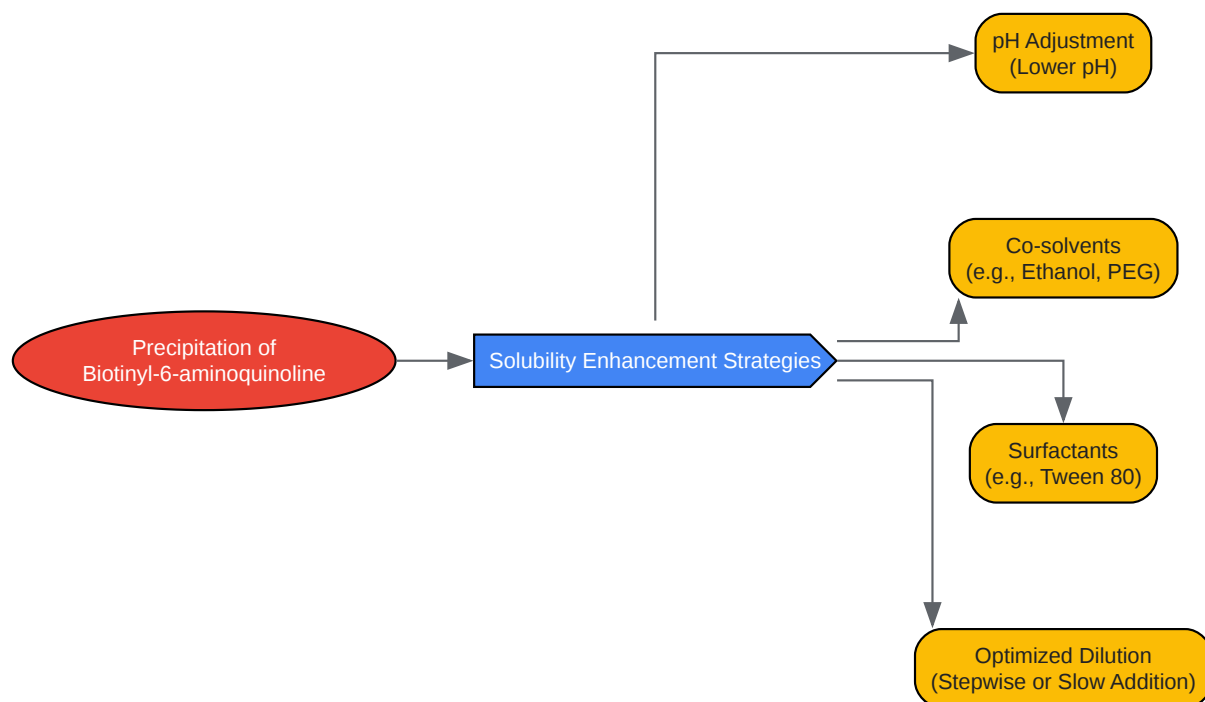 pH Adjustment
(Lower pH)
Co-solvents
(e.g., Ethanol, PEG)
Precipitation of
Biotinyl-6-aminoquinoline
Solubility Enhancement Strategies
Surfactants
(e.g., Tween 80)
Optimized Dilution
(Stepwise or Slow Addition)